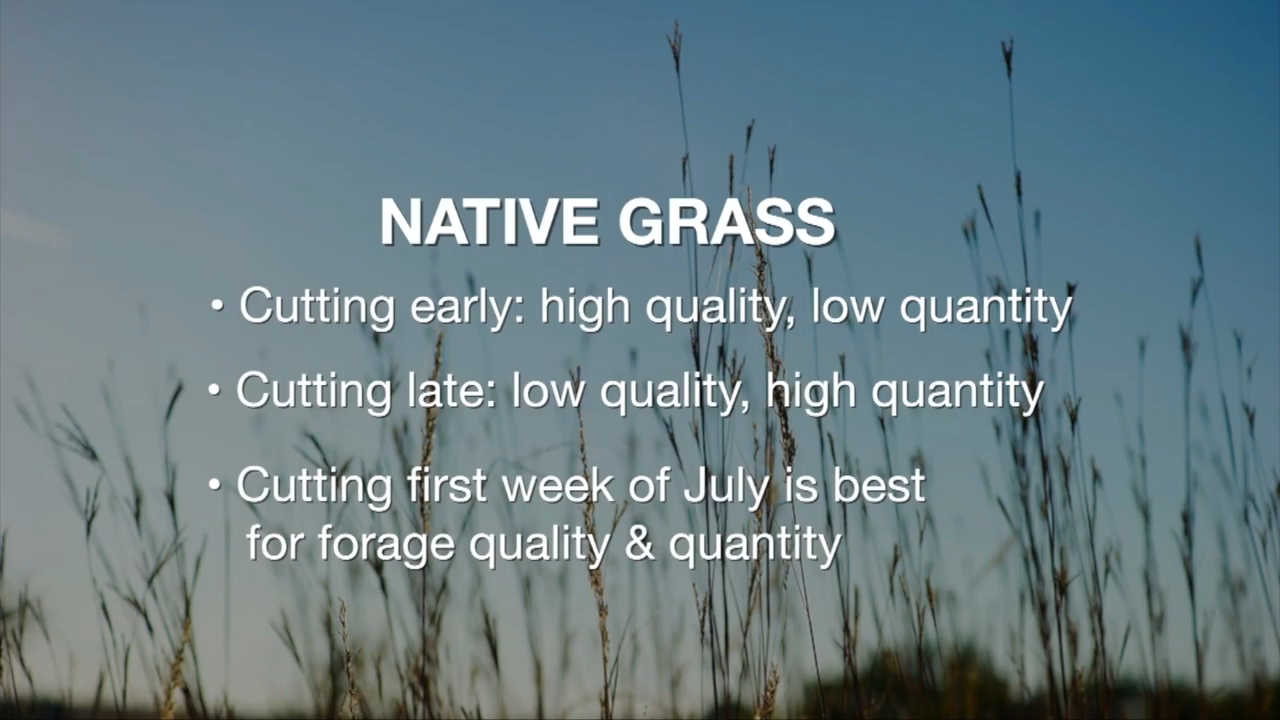 NATIVE GRASS
• Cutting early: high quality, low quantity
• Cutting late: low quality, high quantity
• Cutting first week of July is best
for forage quality & quantity